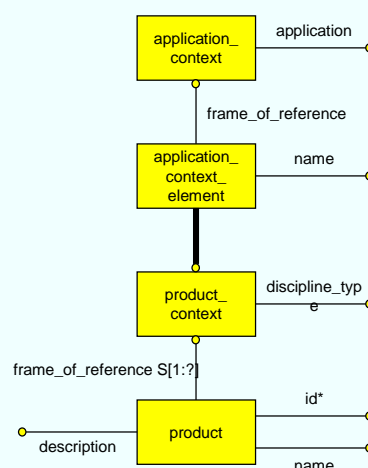 application_
context
application
frame_of_reference
application_
context_
element
name
product_
context
discipline_typ
e
frame_of_reference S[1:?]
product
id*
description
name